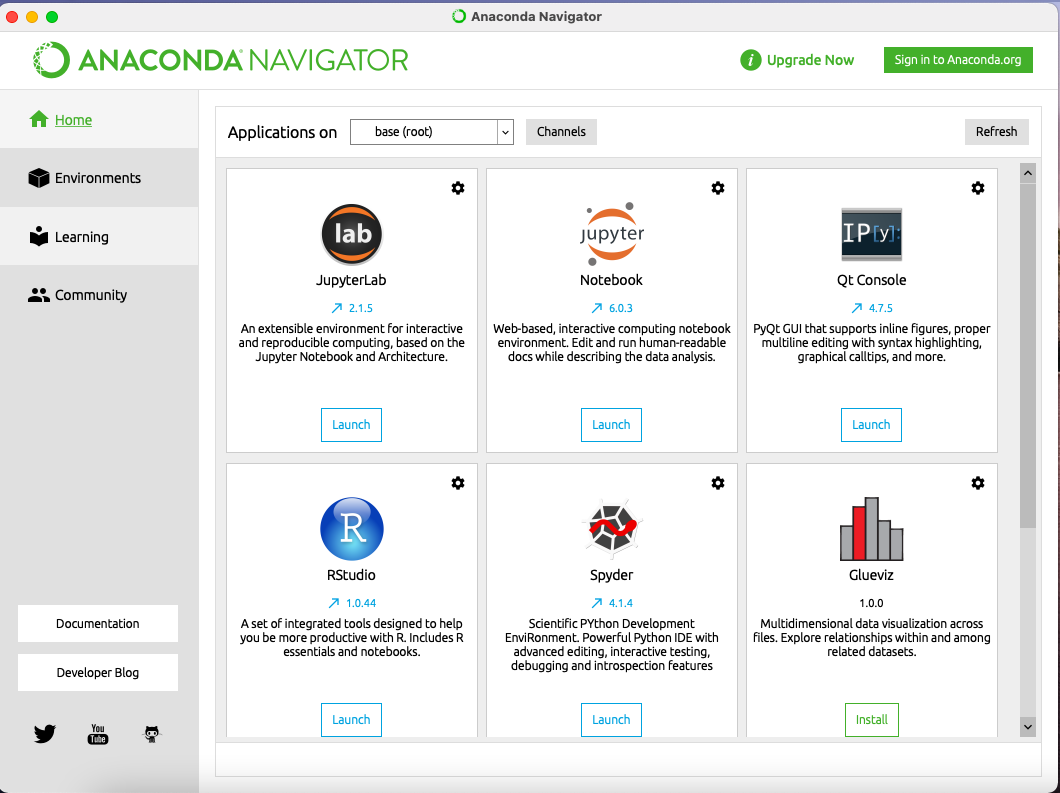 Anaconda Navigator
ANACONDA NAVIGATOR
i Upgrade Now
Sign in to Anaconda.org
Home
Environments
Learning
Community
Documentation
Developer Blog
You
Tube
Applications on
base (root)
Channels
Refresh
lab
JupyterLab
2.1.5
An extensible environment for interactive
and reproducible computing, based on the
Jupyter Notebook and Architecture.
Launch
jupyter
Notebook
6.0.3
Web-based, interactive computing notebook
environment. Edit and run human-readable
docs while describing the data analysis.
Launch
IP[y]:
Qt Console
4.7.5
PyQt GUI that supports inline figures, proper
multiline editing with syntax highlighting,
graphical calltips, and more.
Launch
R
RStudio
1.0.44
A set of integrated tools designed to help
you be more productive with R. Includes R
essentials and notebooks.
Launch
Spyder
4.1.4
Scientific PYthon Development
EnviRonment. Powerful Python IDE with
advanced editing, interactive testing,
debugging and introspection features
Launch
Glueviz
1.0.0
Multidimensional data visualization across
files. Explore relationships within and among
related datasets.
Install